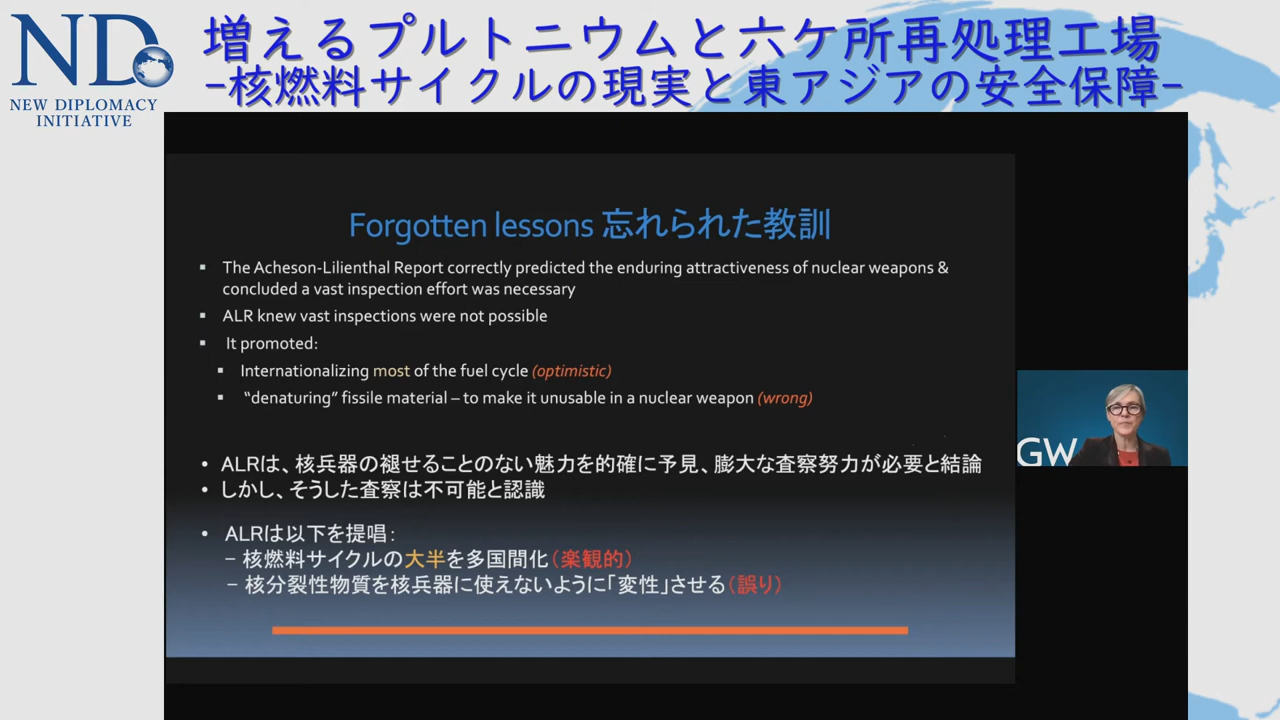 ND
NEW DIPLOMACY
INITIATIVE
増えるプルトニウムと六ケ所再処理工場
-核燃料サイクルの現実と東アジアの安全保障-
Forgotten lessons 忘れられた教訓
▪ The Acheson-Lilienthal Report correctly predicted the enduring attractiveness of nuclear weapons &
concluded a vast inspection effort was necessary
▪ ALR knew vast inspections were not possible
▪ It promoted:
▪ Internationalizing most of the fuel cycle (optimistic)
▪ “denaturing” fissile material – to make it unusable in a nuclear weapon (wrong)
• ALRは、核兵器の褪せることのない魅力を的確に予見、膨大な査察努力が必要と結論
• しかし、そうした査察は不可能と認識
• ALRは以下を提唱：
– 核燃料サイクルの大半を多国間化（楽観的）
– 核分裂性物質を核兵器に使えないように「変性」させる（誤り）
GW